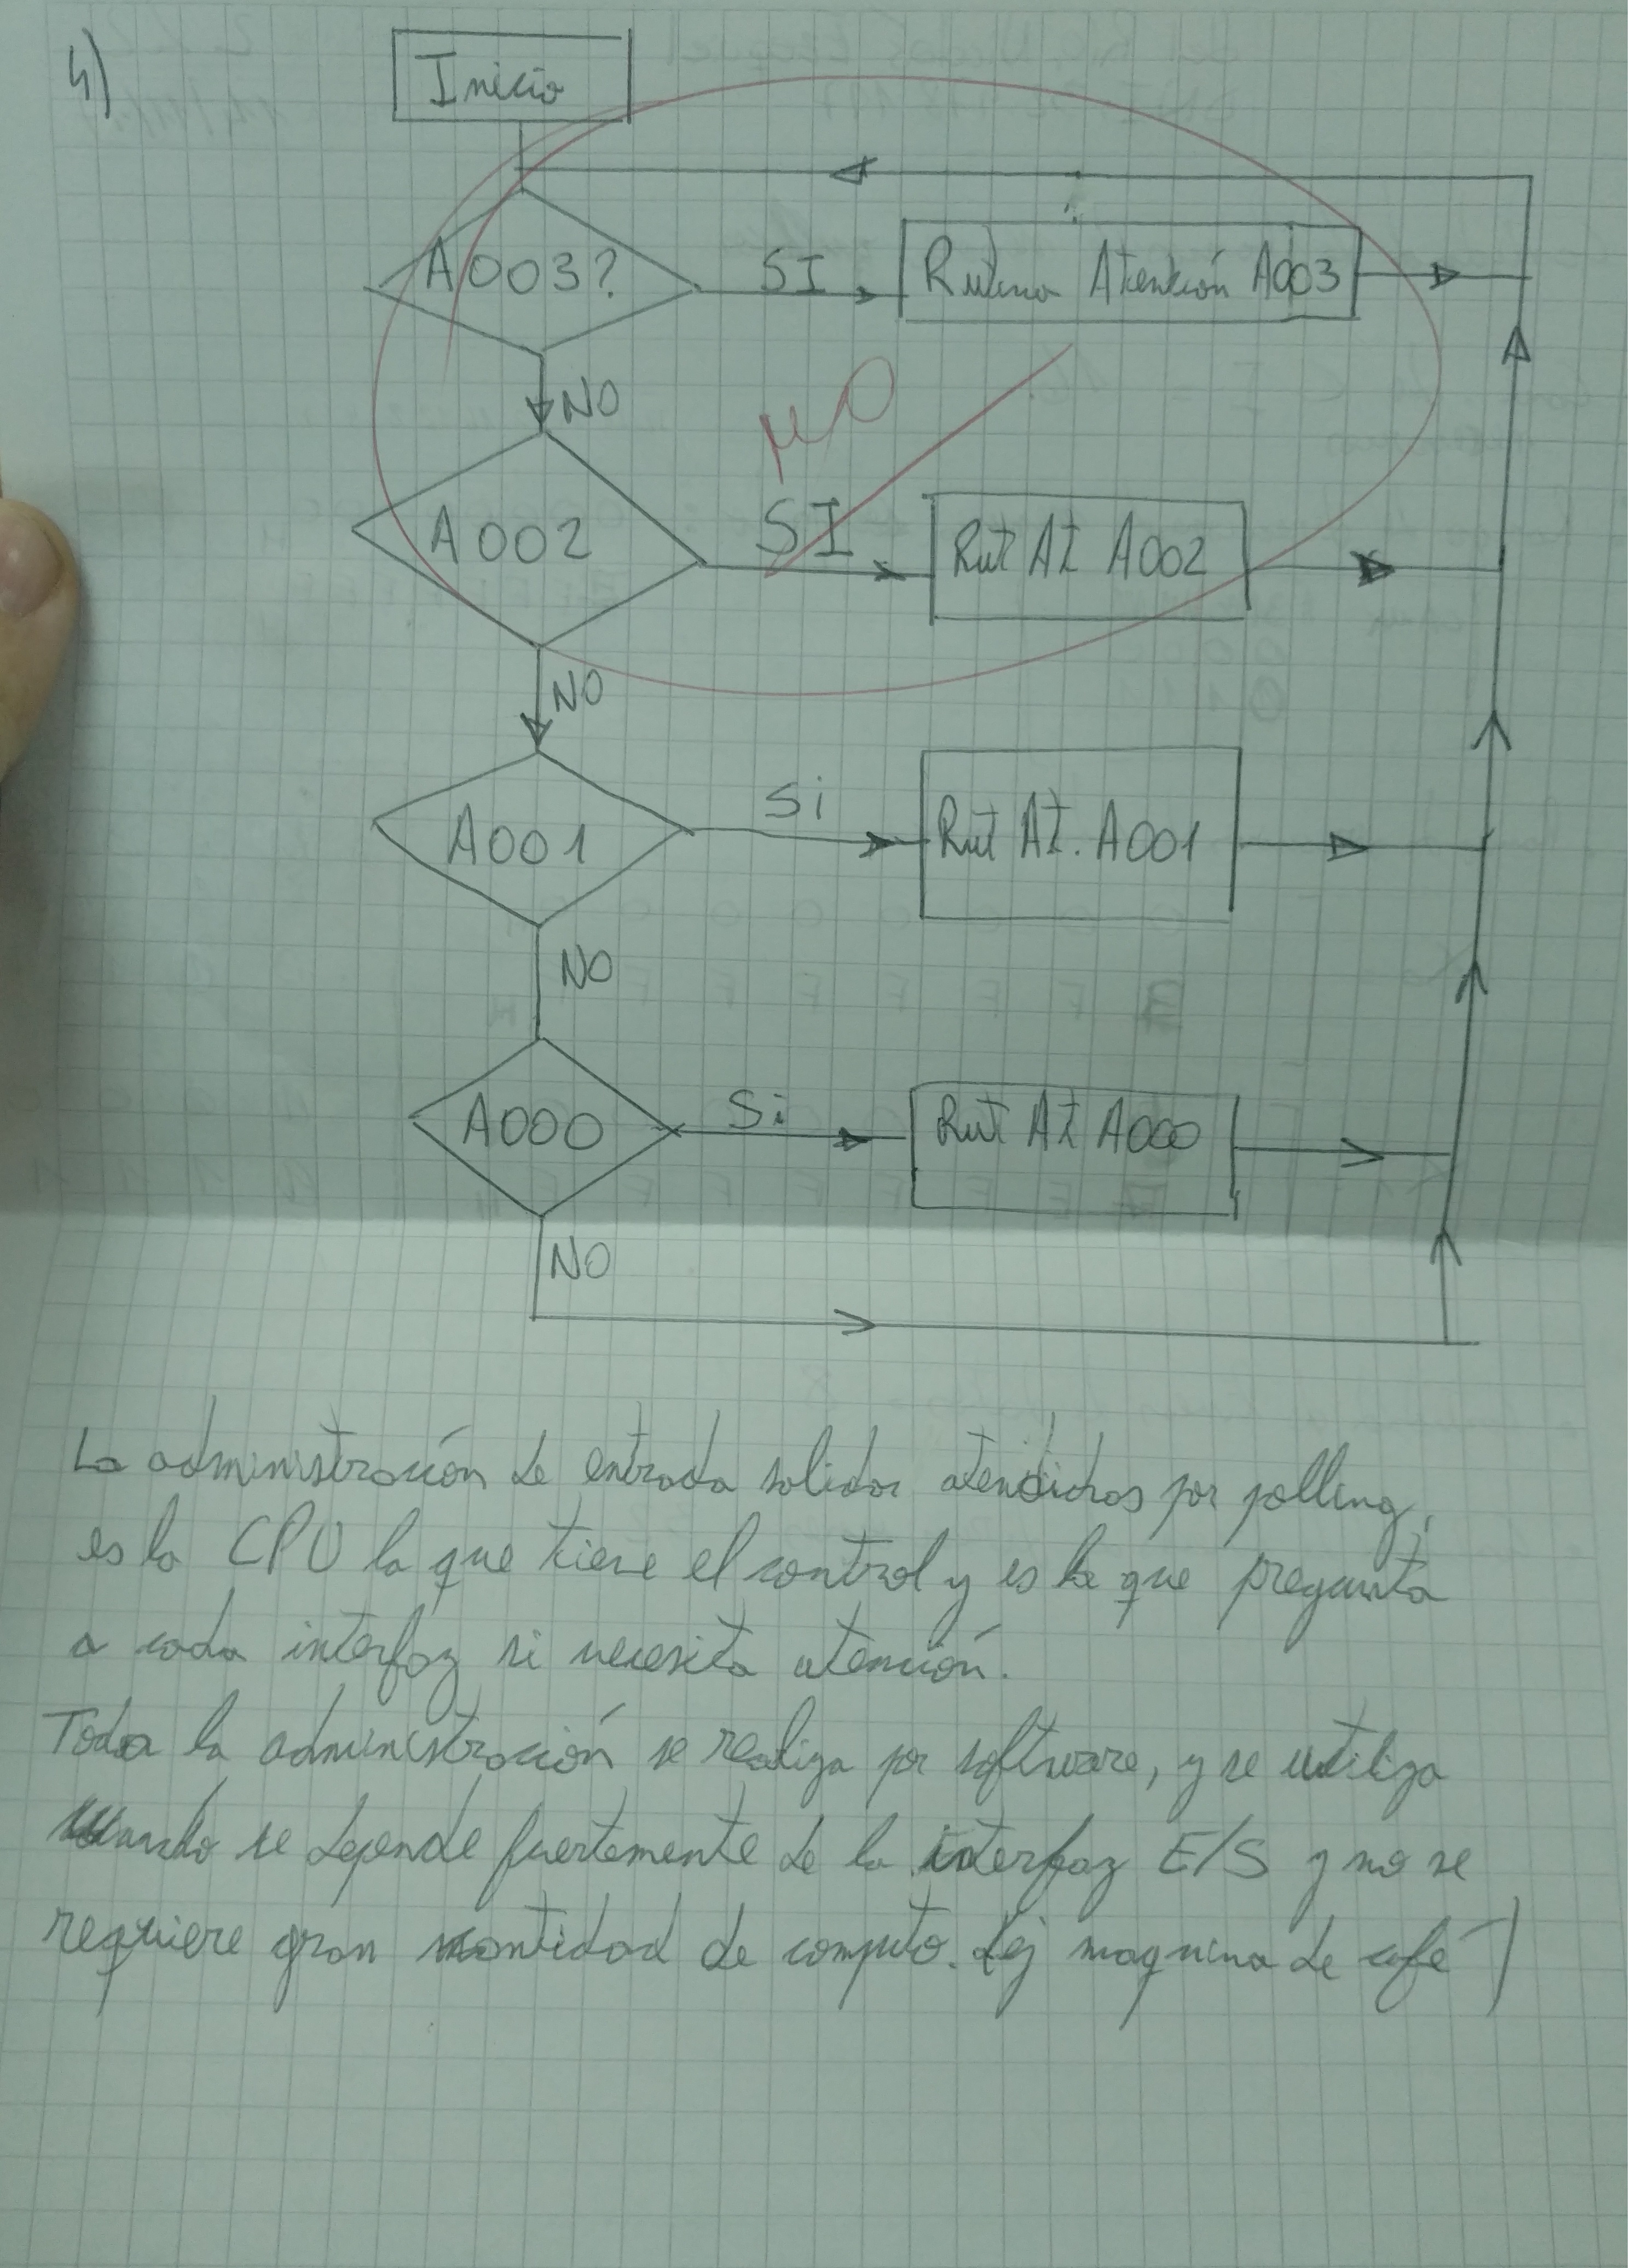 4)
Inicio
A003?
SI
Rutina Atención A003
NO
A002
SI
Rut At A002
NO
A001
Si
Rut At. A001
NO
A000
Si
Rut At A000
NO
La administración de entrada salidas atendidas por polling,
es la CPU la que tiene el control y es la que pregunta
a cada interfaz si necesita atención.
Toda la administración se realiza por software, y se utiliza
cuando se depende fuertemente de la interfaz E/S y no se
requiere gran cantidad de computo. Ej maquina de café